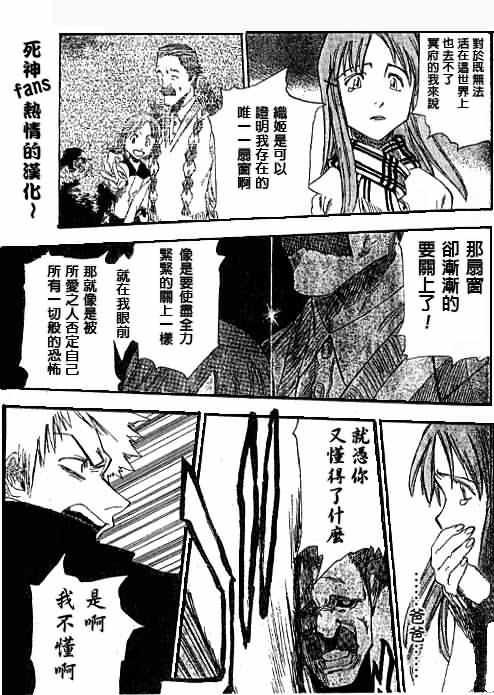 對於既無法
活在這世界上
也去不了
冥府的我來說
織姬是可以
證明我存在的
唯一一扇窗啊
死神fans熱情的漢化~
那扇窗
卻漸漸的
要關上了!
像是要使盡全力
緊緊的關上一樣
就在我眼前
那就像是被
所愛之人否定自己
所有一切般的恐怖
……爸爸……
就憑你
又懂得了什麼
是啊
我不懂啊